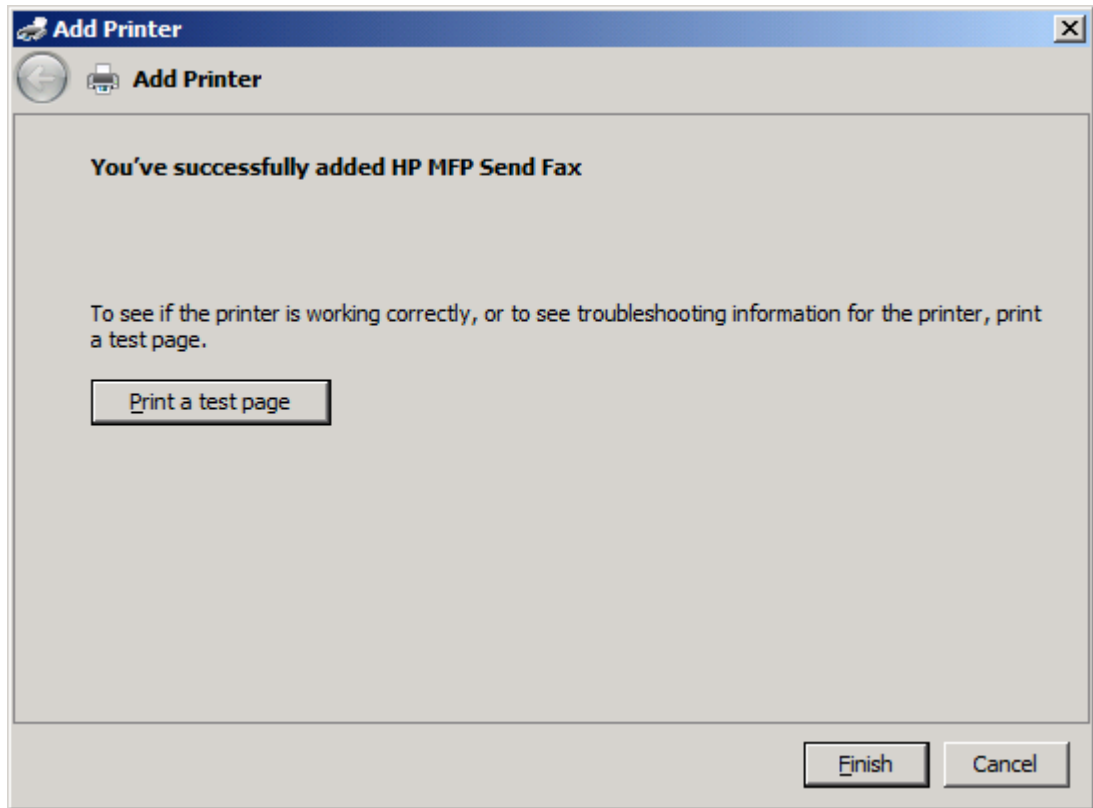 Add Printer
Add Printer
You've successfully added HP MFP Send Fax
To see if the printer is working correctly, or to see troubleshooting information for the printer, print
a test page.
Print a test page
Finish Cancel